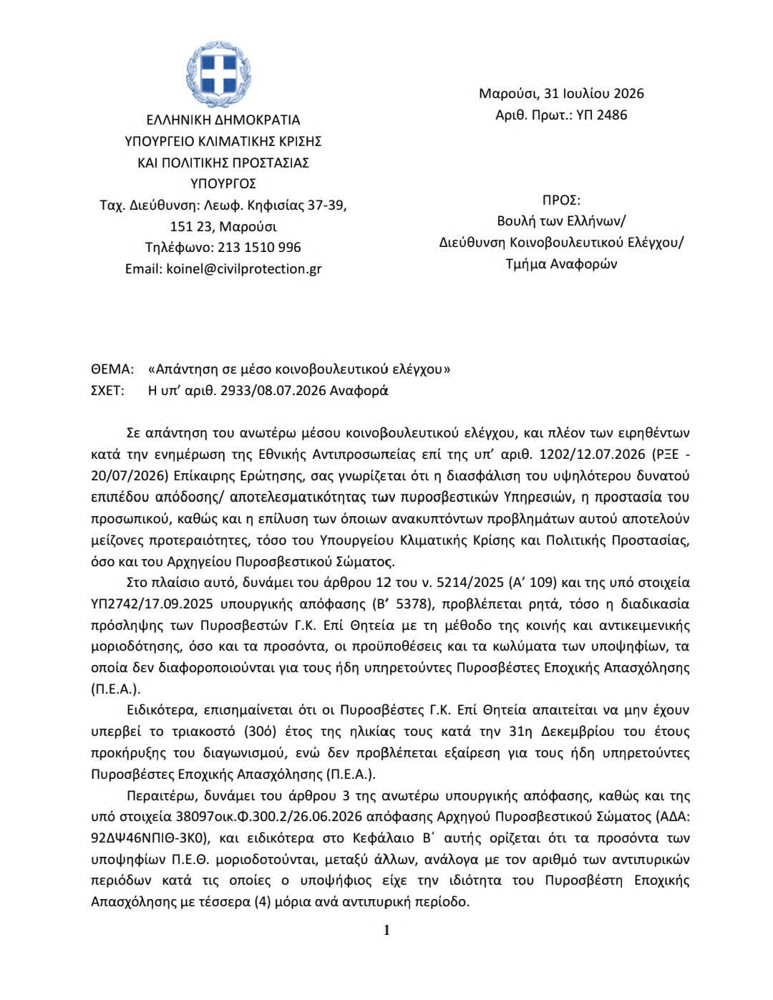 ΕΛΛΗΝΙΚΗ ΔΗΜΟΚΡΑΤΙΑ
ΥΠΟΥΡΓΕΙΟ ΚΛΙΜΑΤΙΚΗΣ ΚΡΙΣΗΣ
ΚΑΙ ΠΟΛΙΤΙΚΗΣ ΠΡΟΣΤΑΣΙΑΣ
ΥΠΟΥΡΓΟΣ
Ταχ. Διεύθυνση: Λεωφ. Κηφισίας 37-39,
151 23, Μαρούσι
Τηλέφωνο: 213 1510 996
Email: koinel@civilprotection.gr
Μαρούσι, 31 Ιουλίου 2026
Αριθ. Πρωτ.: ΥΠ 2486
ΠΡΟΣ:
Βουλή των Ελλήνων/
Διεύθυνση Κοινοβουλευτικού Ελέγχου/
Τμήμα Αναφορών
ΘΕΜΑ: «Απάντηση σε μέσο κοινοβουλευτικού ελέγχου»
ΣΧΕΤ: Η υπ’ αριθ. 2933/08.07.2026 Αναφορά
Σε απάντηση του ανωτέρω μέσου κοινοβουλευτικού ελέγχου, και πλέον των ειρηθέντων
κατά την ενημέρωση της Εθνικής Αντιπροσωπείας επί της υπ’ αριθ. 1202/12.07.2026 (ΡΞΕ -
20/07/2026) Επίκαιρης Ερώτησης, σας γνωρίζεται ότι η διασφάλιση του υψηλότερου δυνατού
επιπέδου απόδοσης/ αποτελεσματικότητας των πυροσβεστικών Υπηρεσιών, η προστασία του
προσωπικού, καθώς και η επίλυση των όποιων ανακυπτόντων προβλημάτων αυτού αποτελούν
μείζονες προτεραιότητες, τόσο του Υπουργείου Κλιματικής Κρίσης και Πολιτικής Προστασίας,
όσο και του Αρχηγείου Πυροσβεστικού Σώματος.
Στο πλαίσιο αυτό, δυνάμει του άρθρου 12 του ν. 5214/2025 (Α’ 109) και της υπό στοιχεία
ΥΠ2742/17.09.2025 υπουργικής απόφασης (Β’ 5378), προβλέπεται ρητά, τόσο η διαδικασία
πρόσληψης των Πυροσβεστών Γ.Κ. Επί Θητεία με τη μέθοδο της κοινής και αντικειμενικής
μοριοδότησης, όσο και τα προσόντα, οι προϋποθέσεις και τα κωλύματα των υποψηφίων, τα
οποία δεν διαφοροποιούνται για τους ήδη υπηρετούντες Πυροσβέστες Εποχικής Απασχόλησης
(Π.Ε.Α.).
Ειδικότερα, επισημαίνεται ότι οι Πυροσβέστες Γ.Κ. Επί Θητεία απαιτείται να μην έχουν
υπερβεί το τριακοστό (30ό) έτος της ηλικίας τους κατά την 31η Δεκεμβρίου του έτους
προκήρυξης του διαγωνισμού, ενώ δεν προβλέπεται εξαίρεση για τους ήδη υπηρετούντες
Πυροσβέστες Εποχικής Απασχόλησης (Π.Ε.Α.).
Περαιτέρω, δυνάμει του άρθρου 3 της ανωτέρω υπουργικής απόφασης, καθώς και της
υπό στοιχεία 38097οικ.Φ.300.2/26.06.2026 απόφασης Αρχηγού Πυροσβεστικού Σώματος (ΑΔΑ:
92ΔΨ46ΝΠΙΘ-3Κ0), και ειδικότερα στο Κεφάλαιο Β΄ αυτής ορίζεται ότι τα προσόντα των
υποψηφίων Π.Ε.Θ. μοριοδοτούνται, μεταξύ άλλων, ανάλογα με τον αριθμό των αντιπυρικών
περιόδων κατά τις οποίες ο υποψήφιος είχε την ιδιότητα του Πυροσβέστη Εποχικής
Απασχόλησης με τέσσερα (4) μόρια ανά αντιπυρική περίοδο.
1